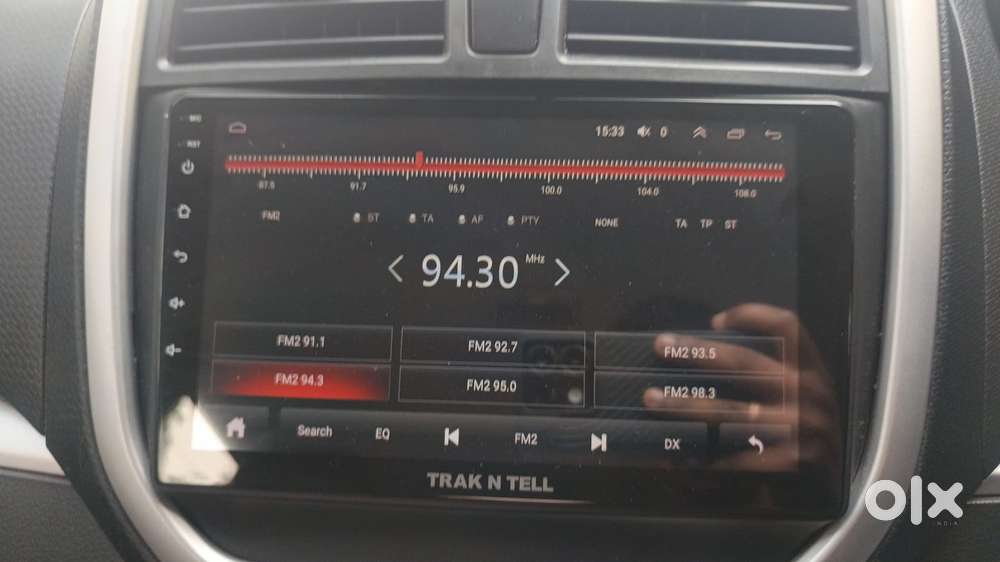 MIC
RST
15:33 0
87.5 91.7 95.9 100.0 104.0 108.0
FM2 ST TA AF PTY NONE TA TP ST
94.30 MHz
FM2 91.1 FM2 92.7 FM2 93.5
FM2 94.3 FM2 95.0 FM2 98.3
Search EQ FM2 DX
TRAK N TELL
olx
INDIA